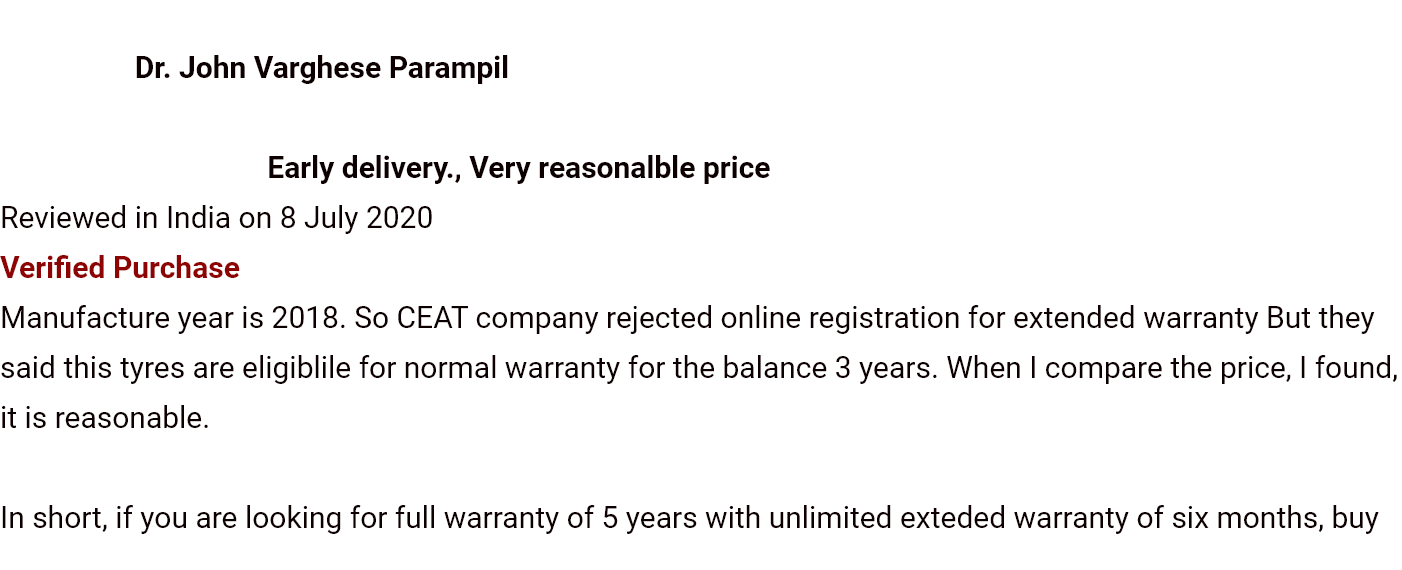 Dr. John Varghese Parampil
Early delivery., Very reasonalble price
Reviewed in India on 8 July 2020
Verified Purchase
Manufacture year is 2018. So CEAT company rejected online registration for extended warranty But they
said this tyres are eligiblile for normal warranty for the balance 3 years. When I compare the price, I found,
it is reasonable.
In short, if you are looking for full warranty of 5 years with unlimited exteded warranty of six months, buy